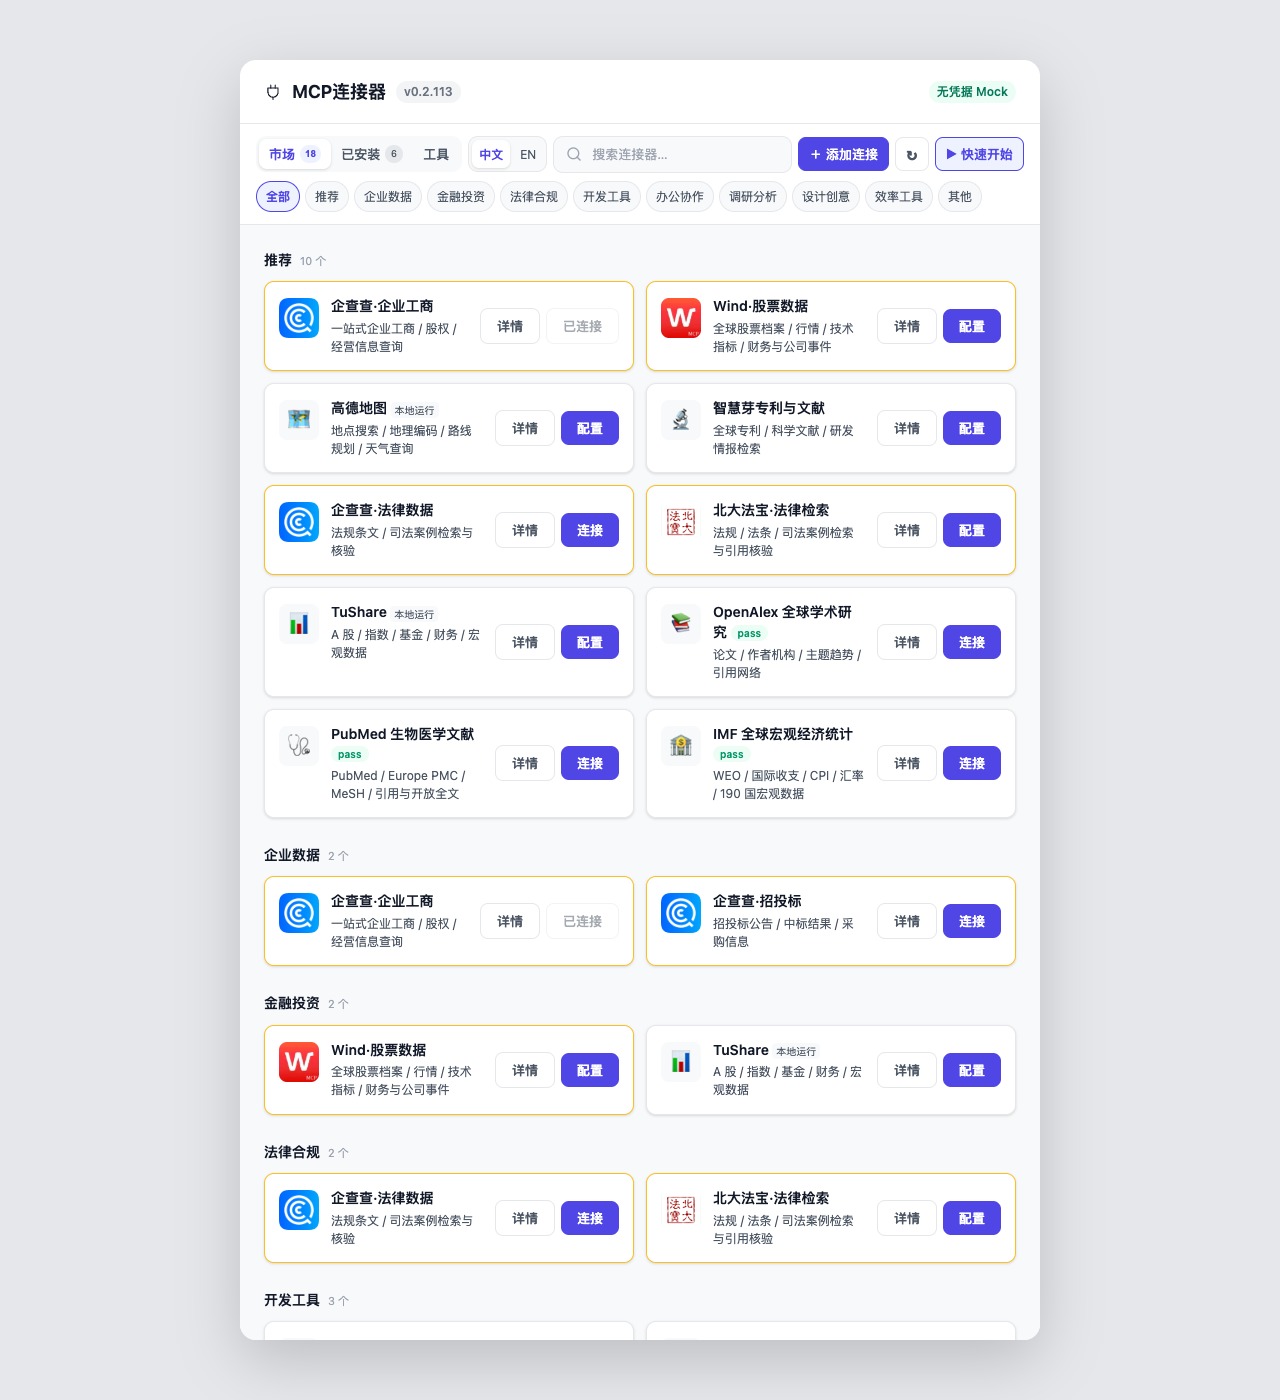 MCP连接器 v0.2.113 无凭据 Mock
市场 18 已安装 6 工具 中文 EN 搜索连接器... + 添加连接 ↻ ▶ 快速开始
全部 推荐 企业数据 金融投资 法律合规 开发工具 办公协作 调研分析 设计创意 效率工具 其他
推荐 10 个
企查查·企业工商
一站式企业工商 / 股权 /
经营信息查询
详情 已连接
Wind·股票数据
全球股票档案 / 行情 / 技术
指标 / 财务与公司事件
详情 配置
高德地图 本地运行
地点搜索 / 地理编码 / 路线
规划 / 天气查询
详情 配置
智慧芽专利与文献
全球专利 / 科学文献 / 研发
情报检索
详情 配置
企查查·法律数据
法规条文 / 司法案例检索与
核验
详情 连接
法北
寶大
北大法宝·法律检索
法规 / 法条 / 司法案例检索
与引用核验
详情 配置
TuShare 本地运行
A 股 / 指数 / 基金 / 财务 / 宏
观数据
详情 配置
OpenAlex 全球学术研
究 pass
论文 / 作者机构 / 主题趋势 /
引用网络
详情 连接
PubMed 生物医学文献
pass
PubMed / Europe PMC /
MeSH / 引用与开放全文
详情 连接
IMF 全球宏观经济统计
pass
WEO / 国际收支 / CPI / 汇率
/ 190 国宏观数据
详情 连接
企业数据 2 个
企查查·企业工商
一站式企业工商 / 股权 /
经营信息查询
详情 已连接
企查查·招投标
招投标公告 / 中标结果 / 采
购信息
详情 连接
金融投资 2 个
Wind·股票数据
全球股票档案 / 行情 / 技术
指标 / 财务与公司事件
详情 配置
TuShare 本地运行
A 股 / 指数 / 基金 / 财务 / 宏
观数据
详情 配置
法律合规 2 个
企查查·法律数据
法规条文 / 司法案例检索与
核验
详情 连接
法北
寶大
北大法宝·法律检索
法规 / 法条 / 司法案例检索
与引用核验
详情 配置
开发工具 3 个